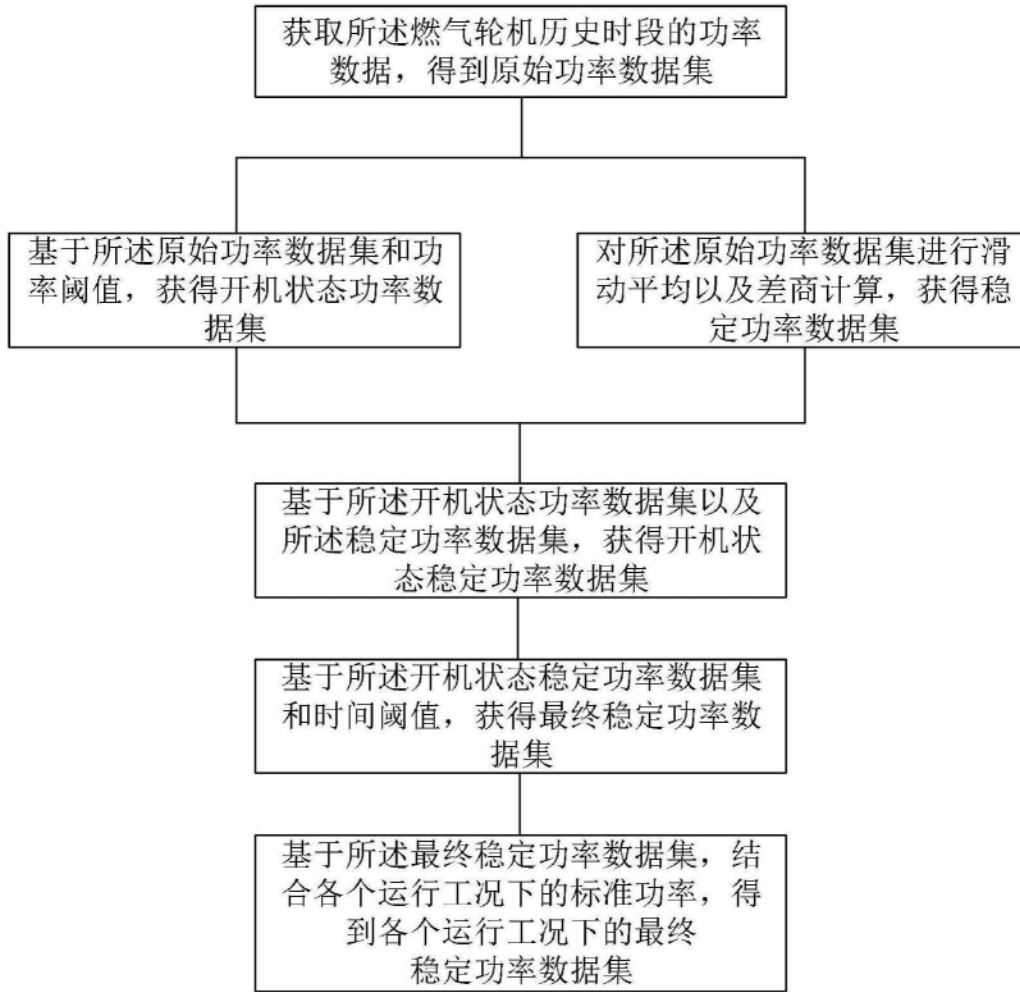 获取所述燃气轮机历史时段的功率
数据，得到原始功率数据集
基于所述原始功率数据集和功
率阈值，获得开机状态功率数
据集
对所述原始功率数据集进行滑
动平均以及差商计算，获得稳
定功率数据集
基于所述开机状态功率数据集以及
所述稳定功率数据集，获得开机状
态稳定功率数据集
基于所述开机状态稳定功率数据集
和时间阈值，获得最终稳定功率数
据集
基于所述最终稳定功率数据集，结
合各个运行工况下的标准功率，得
到各个运行工况下的最终
稳定功率数据集